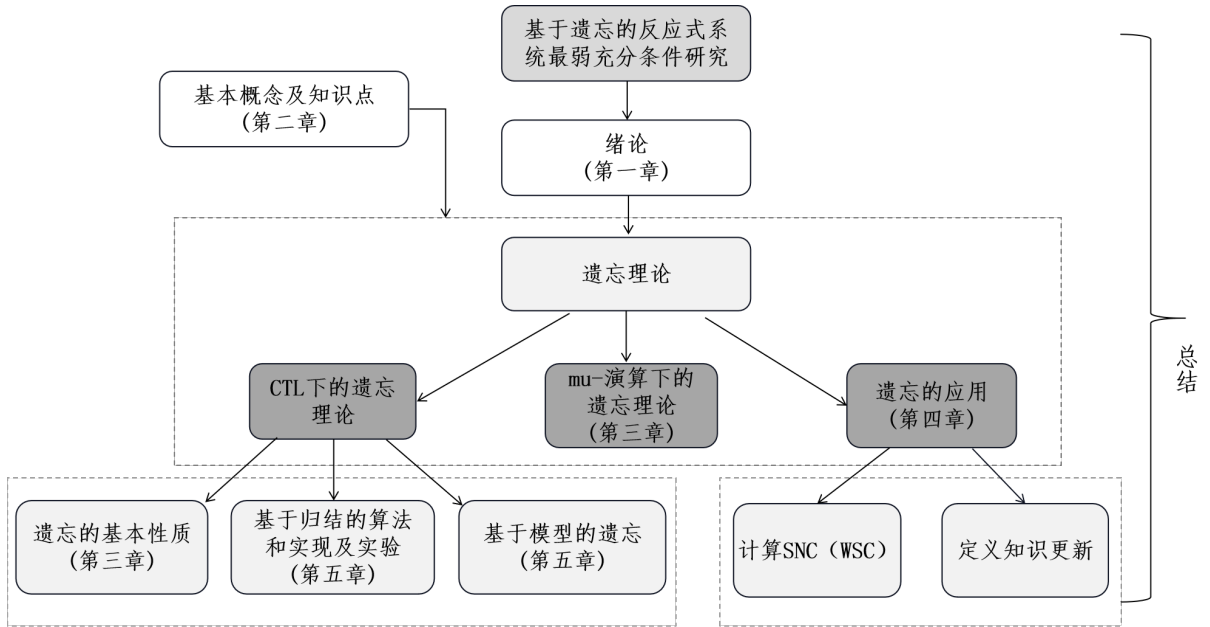 基于遗忘的反应式系
统最弱充分条件研究
基本概念及知识点
(第二章)
绪论
(第一章)
遗忘理论
CTL下的遗忘
理论
mu-演算下的
遗忘理论
(第三章)
遗忘的应用
(第四章)
遗忘的基本性质
(第三章)
基于归结的算法
和实现及实验
(第五章)
基于模型的遗忘
(第五章)
计算SNC（WSC）
定义知识更新
总结